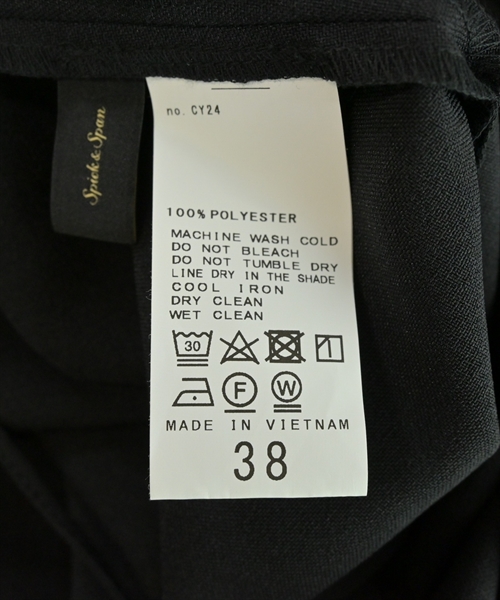 Spick & Span
no. CY24
100% POLYESTER
MACHINE WASH COLD
DO NOT BLEACH
DO NOT TUMBLE DRY
LINE DRY IN THE SHADE
COOL IRON
DRY CLEAN
WET CLEAN
30
F W
MADE IN VIETNAM
38